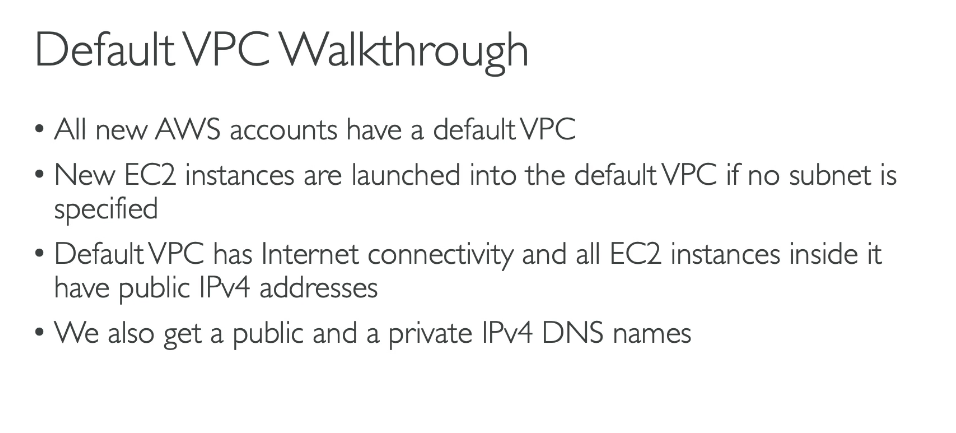 Default VPC Walkthrough
• All new AWS accounts have a default VPC
• New EC2 instances are launched into the default VPC if no subnet is
specified
• Default VPC has Internet connectivity and all EC2 instances inside it
have public IPv4 addresses
• We also get a public and a private IPv4 DNS names